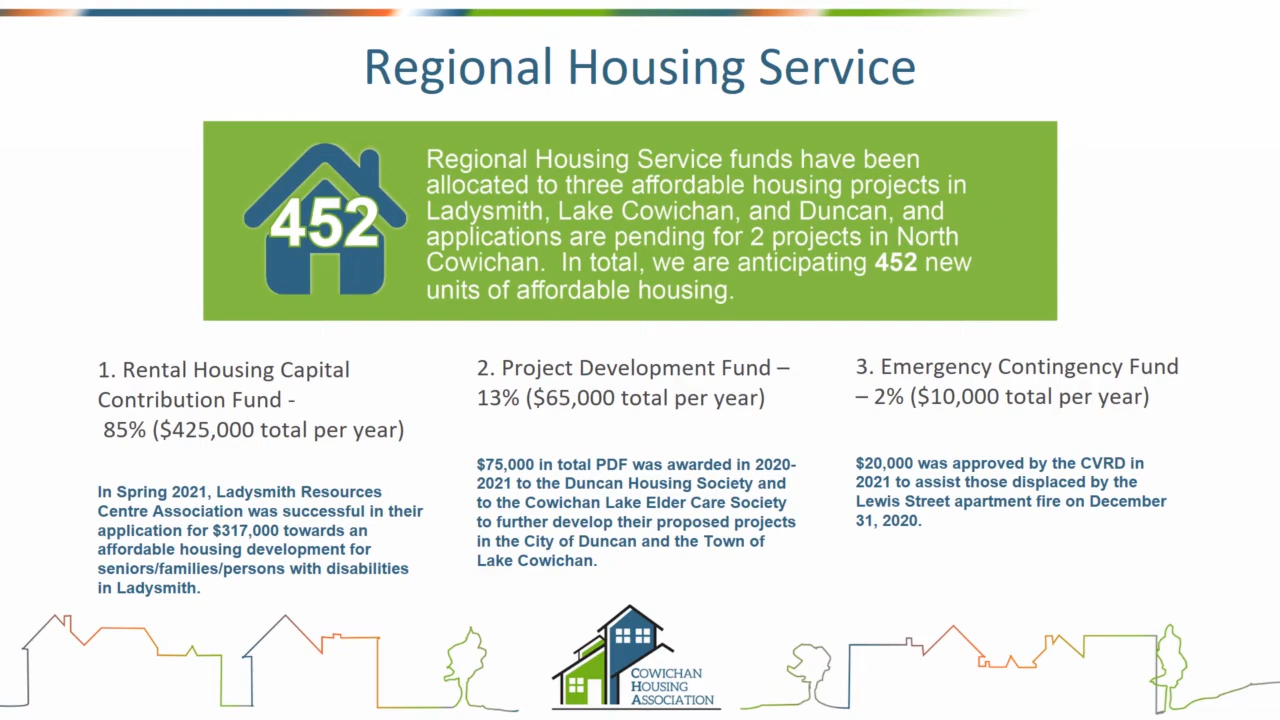 Regional Housing Service
452
Regional Housing Service funds have been
allocated to three affordable housing projects in
Ladysmith, Lake Cowichan, and Duncan, and
applications are pending for 2 projects in North
Cowichan.  In total, we are anticipating 452 new
units of affordable housing.
1. Rental Housing Capital
Contribution Fund -
85% ($425,000 total per year)
In Spring 2021, Ladysmith Resources
Centre Association was successful in their
application for $317,000 towards an
affordable housing development for
seniors/families/persons with disabilities
in Ladysmith.
2. Project Development Fund –
13% ($65,000 total per year)
$75,000 in total PDF was awarded in 2020-
2021 to the Duncan Housing Society and
to the Cowichan Lake Elder Care Society
to further develop their proposed projects
in the City of Duncan and the Town of
Lake Cowichan.
3. Emergency Contingency Fund
– 2% ($10,000 total per year)
$20,000 was approved by the CVRD in
2021 to assist those displaced by the
Lewis Street apartment fire on December
31, 2020.
COWICHAN
HOUSING
ASSOCIATION